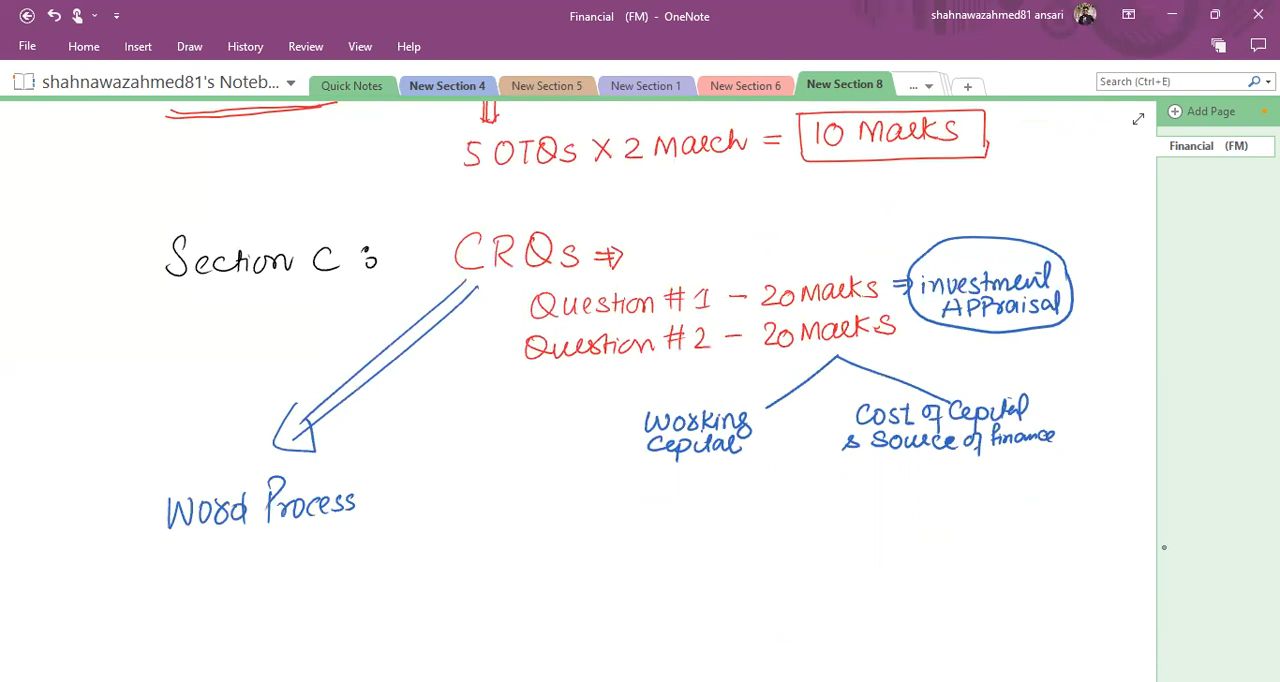 Financial (FM) - OneNote
shahnawazahmed81 ansari
File Home Insert Draw History Review View Help
shahnawazahmed81's Noteb...
Quick Notes New Section 4 New Section 5 New Section 1 New Section 6 New Section 8 ...
Search (Ctrl+E)
Add Page
Financial (FM)
5 OTQs X 2 March = 10 Marks
Section C :
CRQs ⇒
Question # 1 - 20 Marks ⇒ investment
APPraisal
Question # 2 - 20 Marks
Working
Cepital
Cost of Cepital
& Source of finance
Word Process